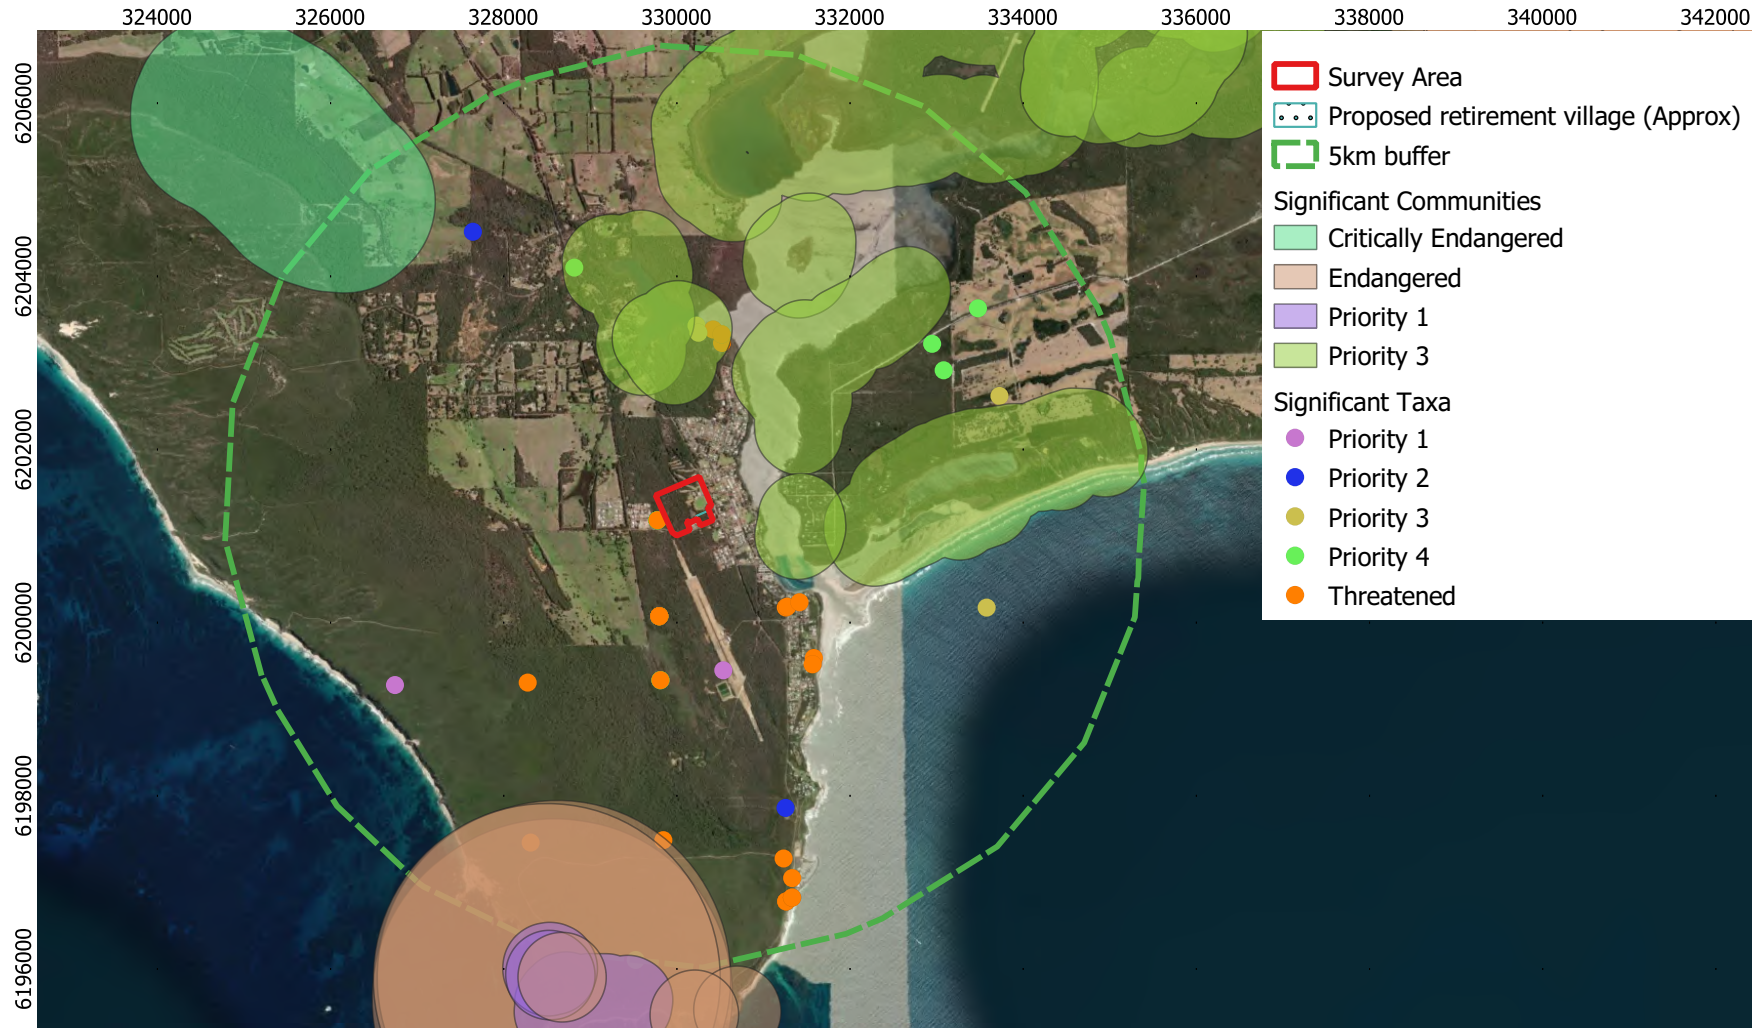 324000 326000 328000 330000 332000 334000 336000 338000 340000 342000
6206000
6204000
6202000
6200000
6198000
6196000
Survey Area
Proposed retirement village (Approx)
5km buffer
Significant Communities
Critically Endangered
Endangered
Priority 1
Priority 3
Significant Taxa
Priority 1
Priority 2
Priority 3
Priority 4
Threatened